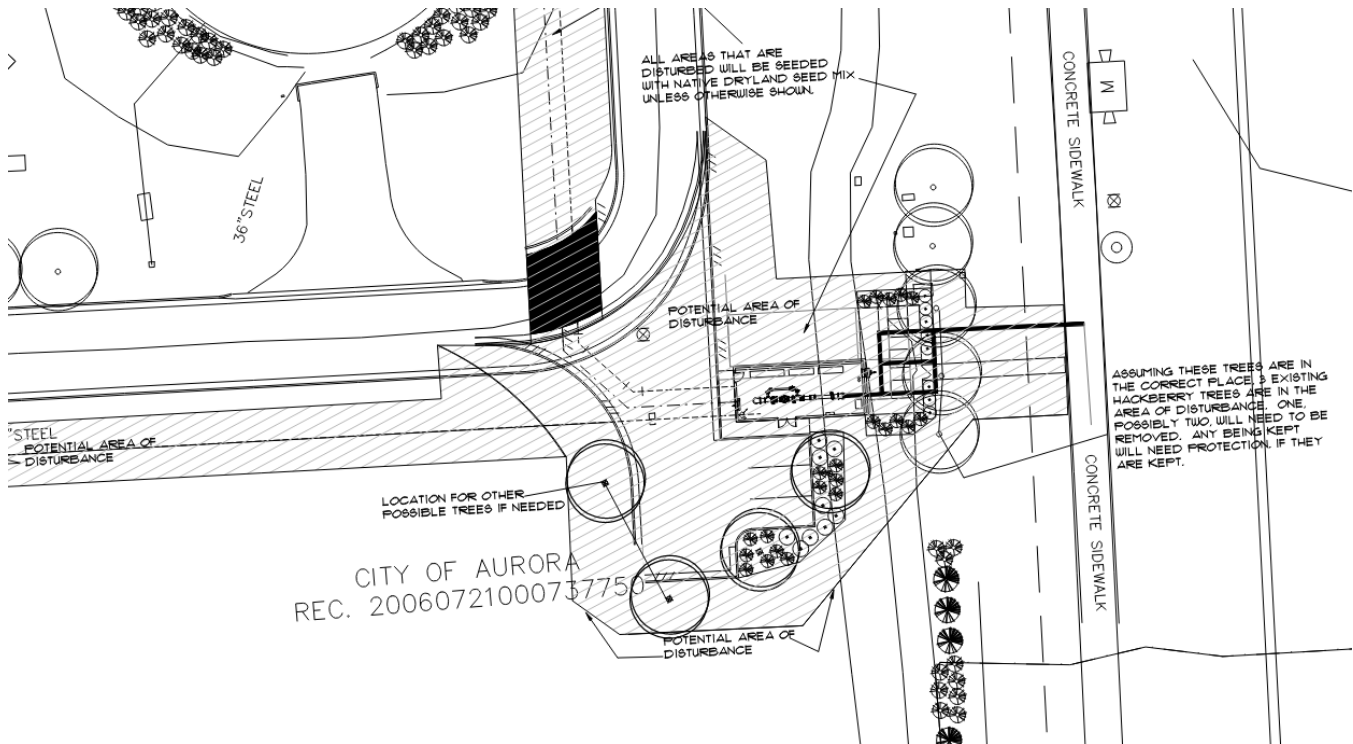 ALL AREAS THAT ARE
DISTURBED WILL BE SEEDED
WITH NATIVE DRYLAND SEED MIX
UNLESS OTHERWISE SHOWN.
CONCRETE SIDEWALK
M
36" STEEL
POTENTIAL AREA OF
DISTURBANCE
ASSUMING THESE TREES ARE IN
THE CORRECT PLACE, 3 EXISTING
HACKBERRY TREES ARE IN THE
AREA OF DISTURBANCE. ONE,
POSSIBLY TWO, WILL NEED TO BE
REMOVED. ANY BEING KEPT
WILL NEED PROTECTION, IF THEY
ARE KEPT.
STEEL
POTENTIAL AREA OF
DISTURBANCE
LOCATION FOR OTHER
POSSIBLE TREES IF NEEDED
CONCRETE SIDEWALK
CITY OF AURORA
REC. 20060721000737750
POTENTIAL AREA OF
DISTURBANCE